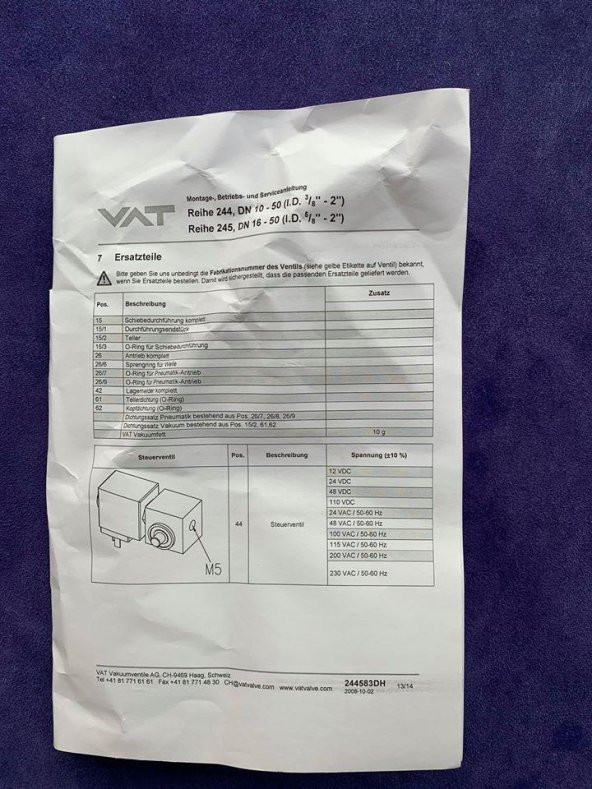 VAT
Montage-, Betriebs- und Serviceanleitung
Reihe 244, DN 10 - 50 (I.D. 3/8" - 2")
Reihe 245, DN 16 - 50 (I.D. 5/8" - 2")
7 Ersatzteile
Bitte geben Sie uns unbedingt die Fabrikationsnummer des Ventils (siehe gelbe Etikette auf Ventil) bekannt,
wenn Sie Ersatzteile bestellen. Damit wird sichergestellt, dass die passenden Ersatzteile geliefert werden.
Pos. Beschreibung Zusatz
15 Schiebedurchführung komplett
15/1 Durchführungsendstück
15/2 Teller
15/3 O-Ring für Schiebedurchführung
26 Antrieb komplett
26/6 Sprengring für Welle
26/7 O-Ring für Pneumatik-Antrieb
26/9 O-Ring für Pneumatik-Antrieb
42 Lagemelder komplett
61 Tellerdichtung (O-Ring)
62 Kopfdichtung (O-Ring)
Dichtungssatz Pneumatik bestehend aus Pos. 26/7, 26/8, 26/9
Dichtungssatz Vakuum bestehend aus Pos. 15/2, 61,62
VAT Vakuumfett 10 g
Steuerventil Pos. Beschreibung Spannung (±10 %)
12 VDC
24 VDC
48 VDC
110 VDC
24 VAC / 50-60 Hz
44 Steuerventil 48 VAC / 50-60 Hz
100 VAC / 50-60 Hz
115 VAC / 50-60 Hz
200 VAC / 50-60 Hz
M5 230 VAC / 50-60 Hz
VAT Vakuumventile AG, CH-9469 Haag, Schweiz
Tel +41 81 771 61 61 Fax +41 81 771 48 30 CH@vatvalve.com www.vatvalve.com
244583DH
2006-10-02 13/14